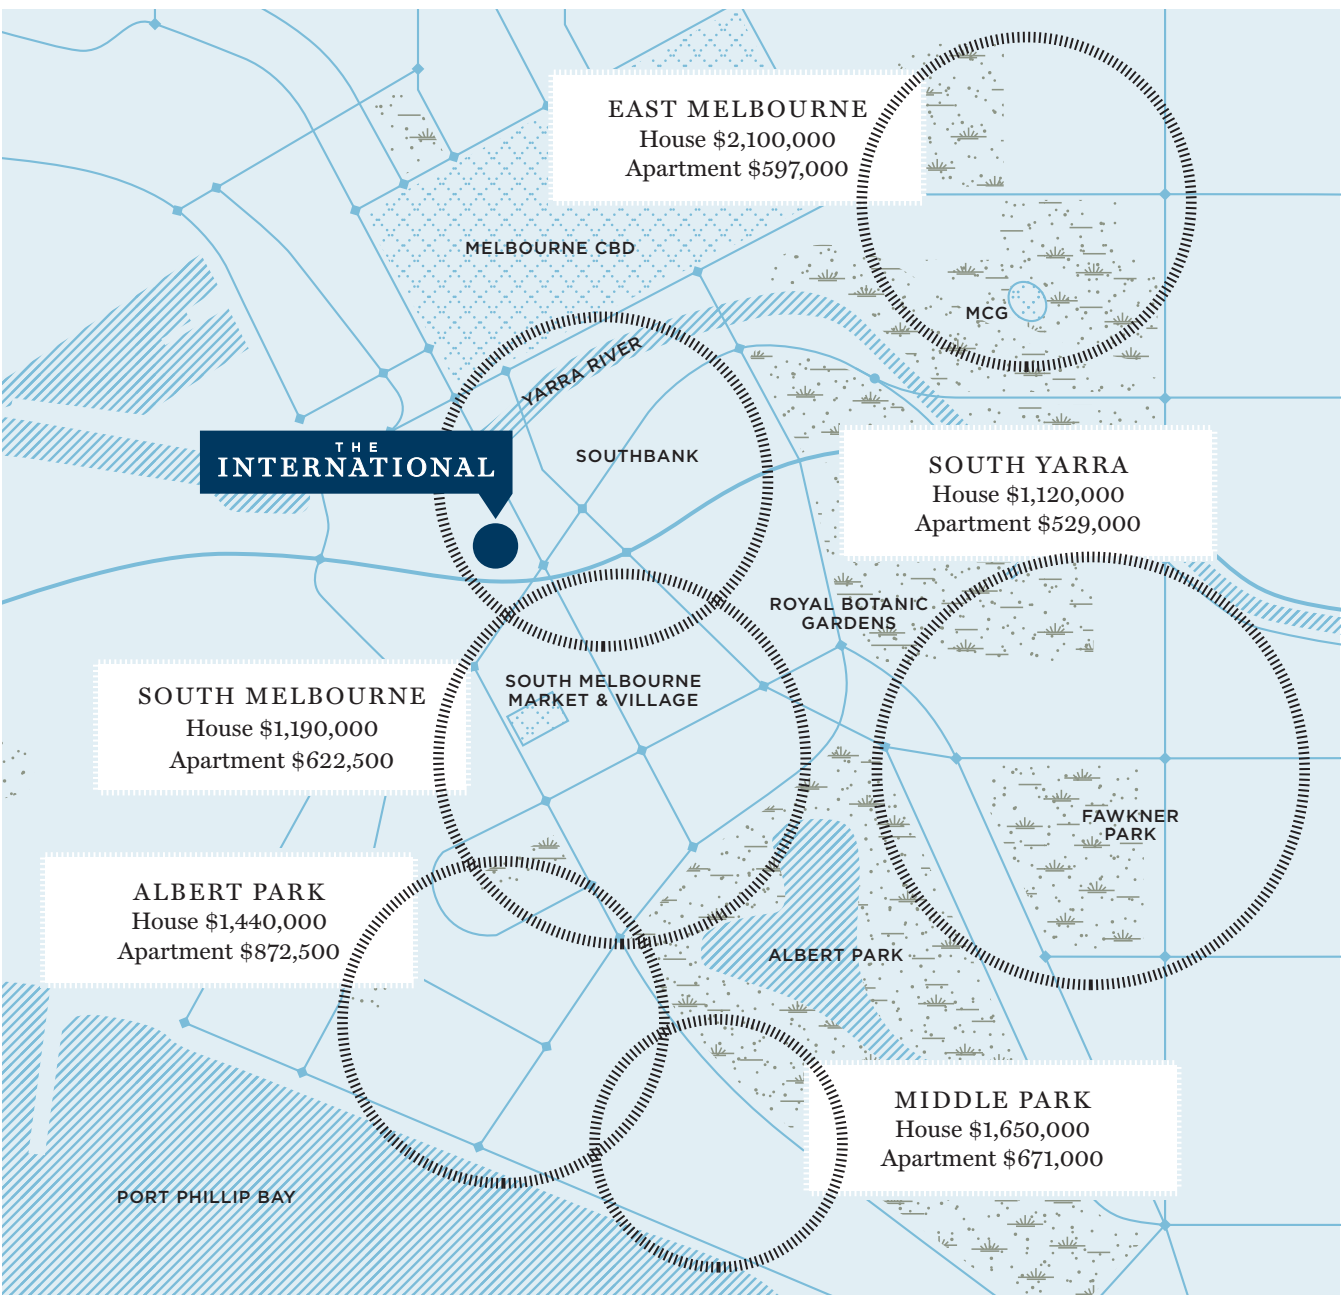 EAST MELBOURNE
House $2,100,000
Apartment $597,000
MELBOURNE CBD
MCG
YARRA RIVER
THE
INTERNATIONAL
SOUTHBANK
SOUTH YARRA
House $1,120,000
Apartment $529,000
ROYAL BOTANIC
GARDENS
SOUTH MELBOURNE
House $1,190,000
Apartment $622,500
SOUTH MELBOURNE
MARKET & VILLAGE
FAWKNER
PARK
ALBERT PARK
House $1,440,000
Apartment $872,500
ALBERT PARK
MIDDLE PARK
House $1,650,000
Apartment $671,000
PORT PHILLIP BAY